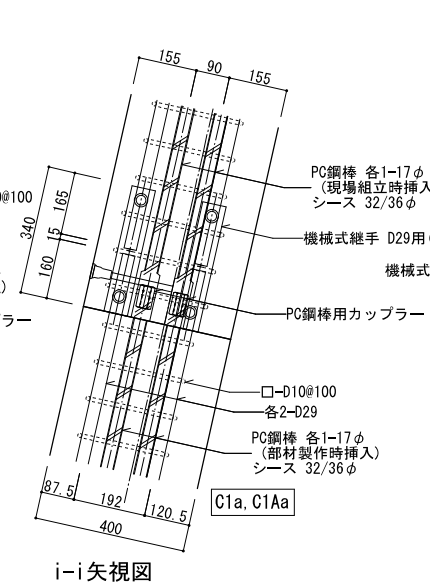 155
90
155
PC鋼棒 各1-17φ
(現場組立時挿入
シース 32/36φ
@100
165
15
340
160
機械式継手 D29用(
機械式
)
ラー
PC鋼棒用カップラー
ロ-D10@100
各2-D29
PC鋼棒 各1-17φ
(部材製作時挿入)
シース 32/36φ
87.5
192
120.5
400
C1a, C1Aa
i-i矢視図